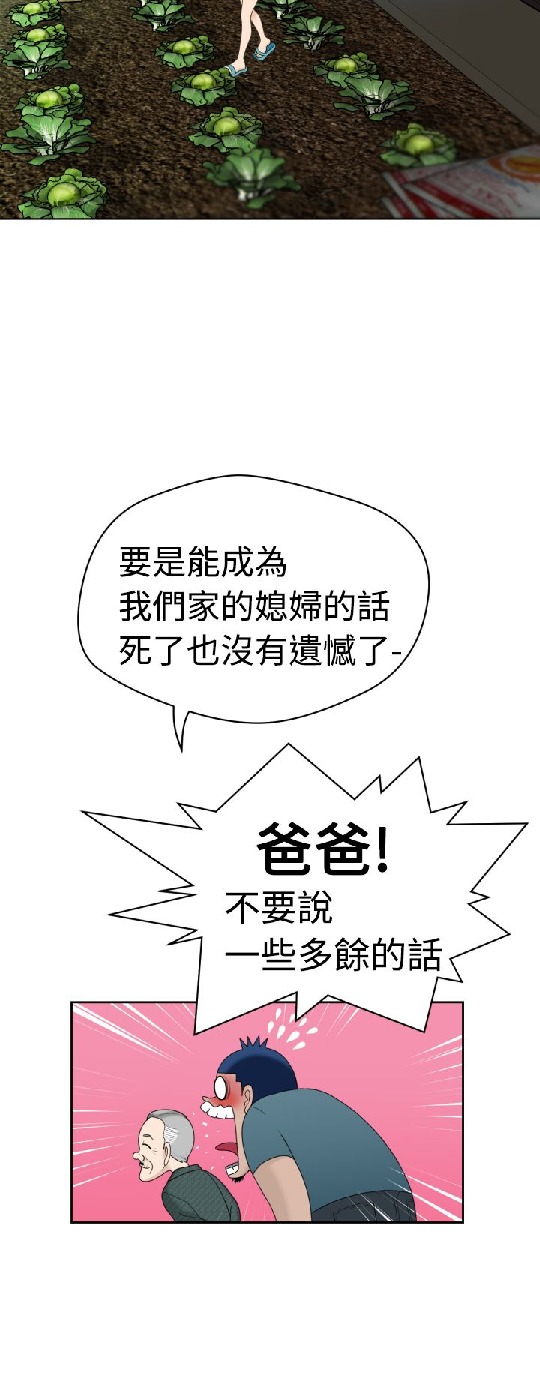 要是能成為
我們家的媳婦的話
死了也沒有遺憾了-
爸爸!
不要說
一些多餘的話